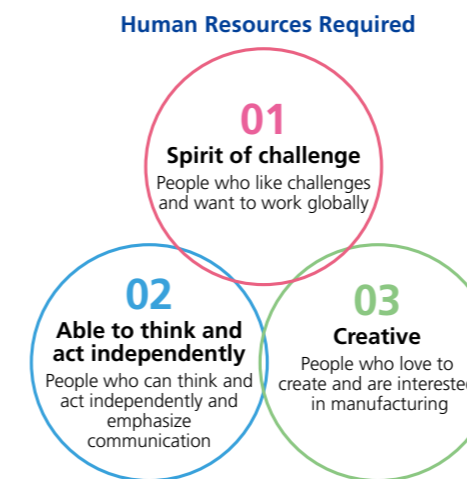 Human Resources Required
01
Spirit of challenge
People who like challenges
and want to work globally
02
Able to think and
act independently
People who can think and
act independently and
emphasize
communication
03
Creative
People who love to
create and are interested
in manufacturing